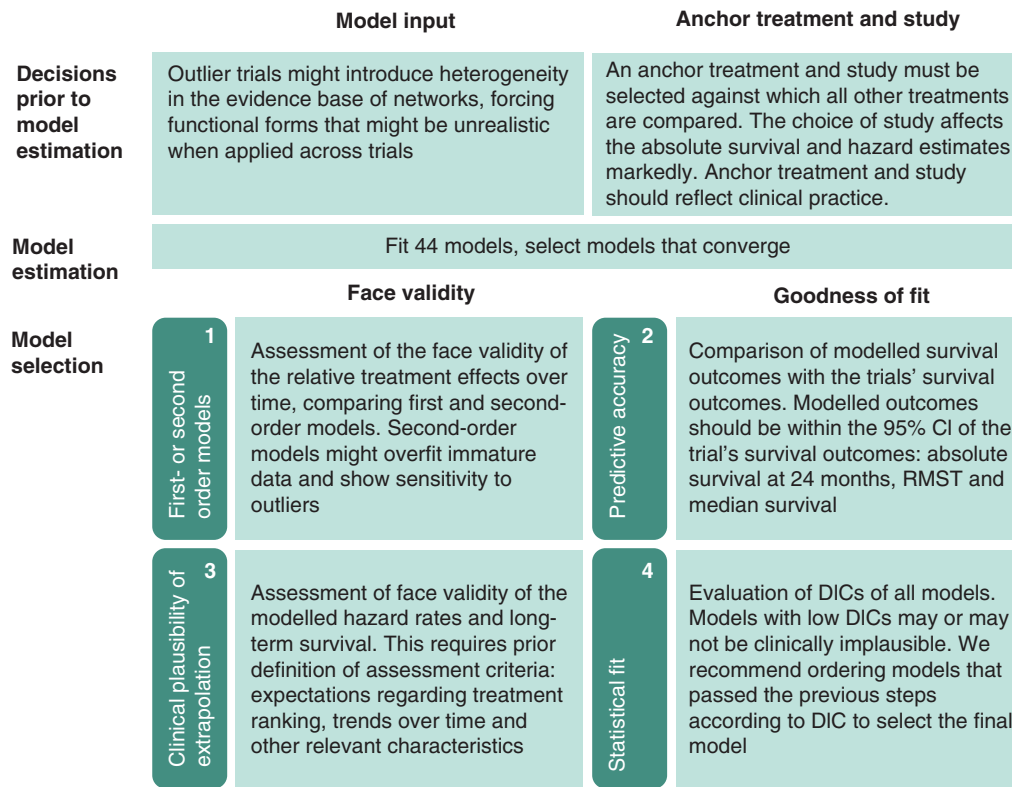 Model input
Anchor treatment and study
Decisions
prior to
model
estimation
Outlier trials might introduce heterogeneity
in the evidence base of networks, forcing
functional forms that might be unrealistic
when applied across trials
An anchor treatment and study must be
selected against which all other treatments
are compared. The choice of study affects
the absolute survival and hazard estimates
markedly. Anchor treatment and study
should reflect clinical practice.
Model
estimation
Fit 44 models, select models that converge
Face validity
Goodness of fit
Model
selection
1
First- or second
order models
Assessment of the face validity of
the relative treatment effects over
time, comparing first and second-
order models. Second-order
models might overfit immature
data and show sensitivity to
outliers
2
Predictive accuracy
Comparison of modelled survival
outcomes with the trials' survival
outcomes. Modelled outcomes
should be within the 95% CI of the
trial's survival outcomes: absolute
survival at 24 months, RMST and
median survival
3
Clinical plausibility of
extrapolation
Assessment of face validity of the
modelled hazard rates and long-
term survival. This requires prior
definition of assessment criteria:
expectations regarding treatment
ranking, trends over time and
other relevant characteristics
4
Statistical fit
Evaluation of DICs of all models.
Models with low DICs may or may
not be clinically implausible. We
recommend ordering models that
passed the previous steps
according to DIC to select the final
model